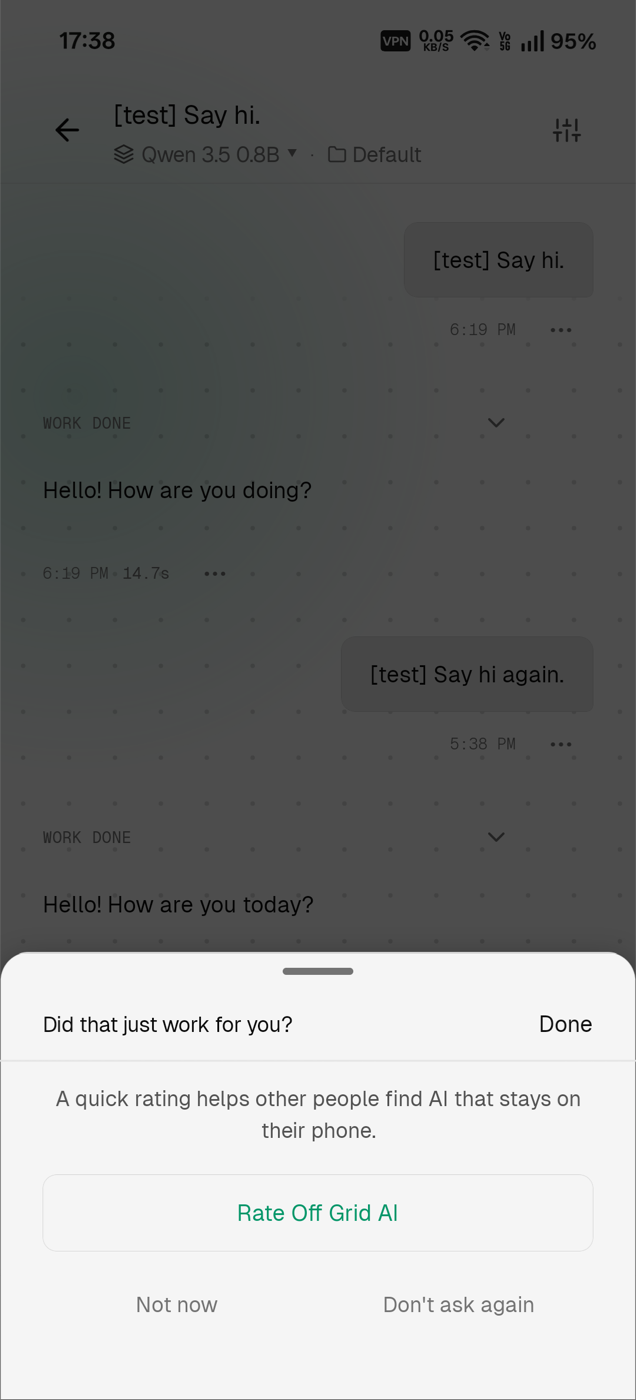 17:38
VPN 0.05 KB/S Vo 5G 95%
[test] Say hi.
Qwen 3.5 0.8B ▼ · Default
[test] Say hi.
6:19 PM •••
WORK DONE
Hello! How are you doing?
6:19 PM · 14.7s •••
[test] Say hi again.
5:38 PM •••
WORK DONE
Hello! How are you today?
Did that just work for you? Done
A quick rating helps other people find AI that stays on
their phone.
Rate Off Grid AI
Not now Don't ask again